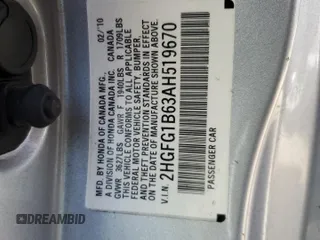 MFD. BY HONDA OF CANADA MFG. 02/10
A DIVISION OF HONDA CANADA INC. CANADA
GVWR 3627LBS GAWR F 1940LBS R 1709LBS
THIS VEHICLE CONFORMS TO ALL APPLICABLE
FEDERAL MOTOR VEHICLE SAFETY, BUMPER,
AND THEFT PREVENTION STANDARDS IN EFFECT
ON THE DATE OF MANUFACTURE SHOWN ABOVE.
V.I.N. 2HGFG1B63AH519670
PASSENGER CAR
DREAMBID